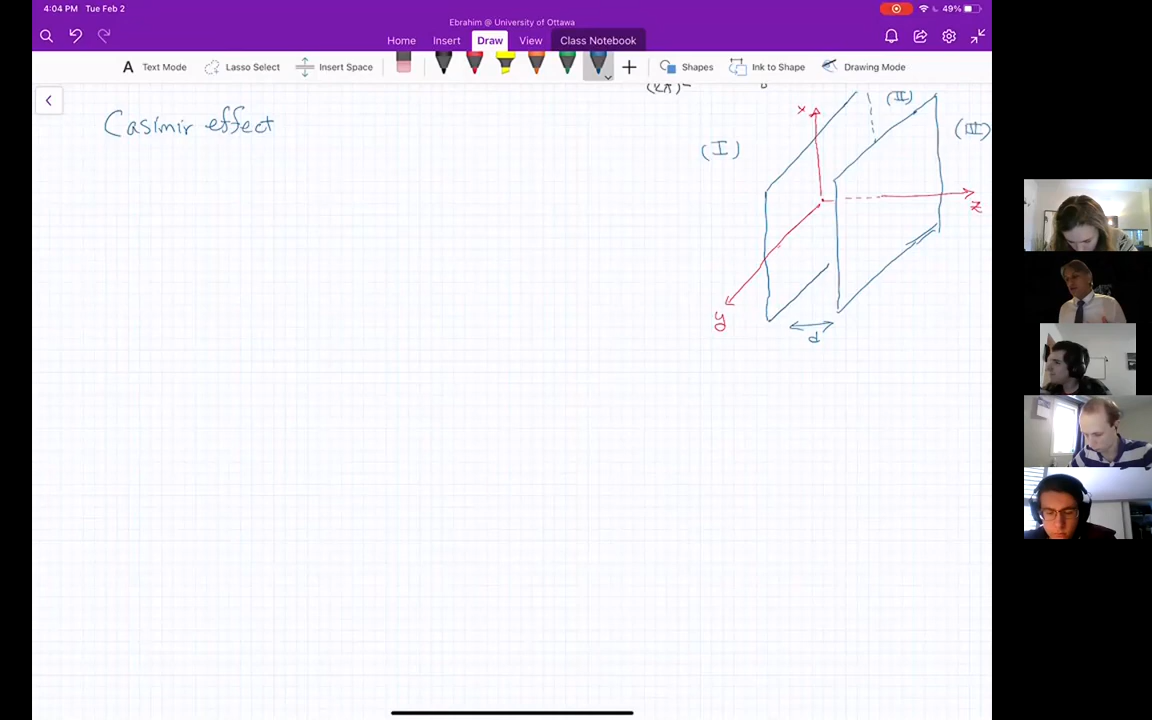 4:04 PM Tue Feb 2
49%
Ebrahim @ University of Ottawa
Home Insert Draw View Class Notebook
Text Mode Lasso Select Insert Space Shapes Ink to Shape Drawing Mode
Casimir effect
(I)
(II)
(III)
x
z
y
d